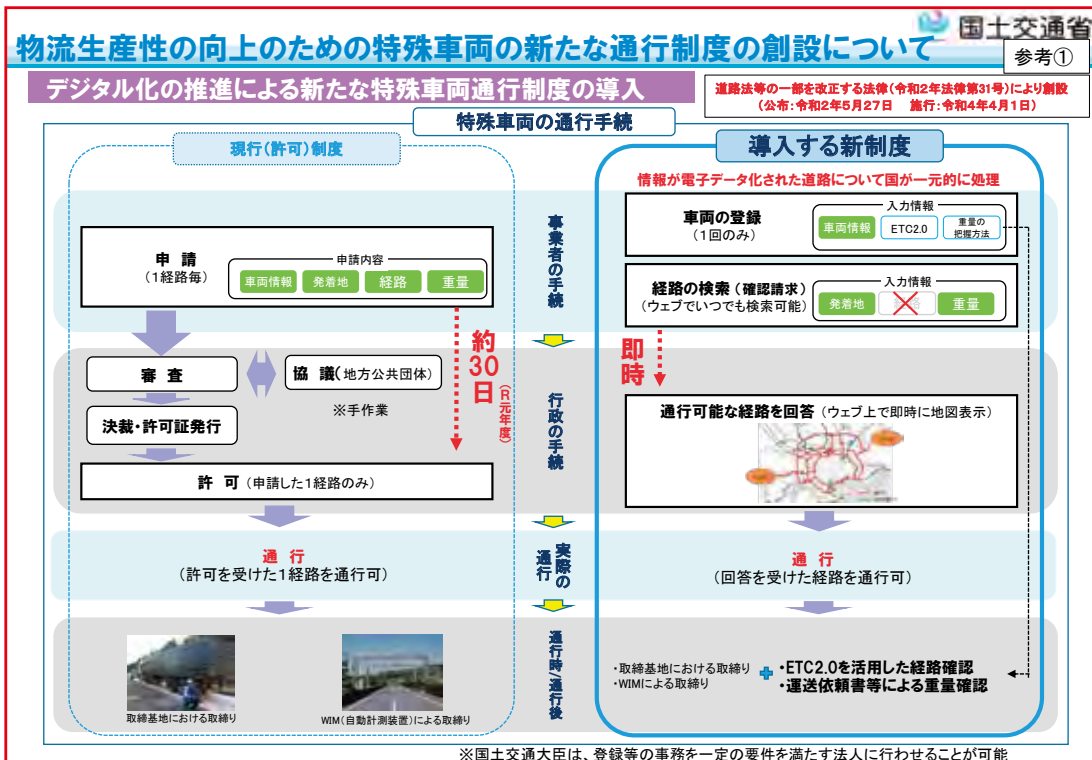 国土交通省
物流生産性の向上のための特殊車両の新たな通行制度の創設について
参考①
デジタル化の推進による新たな特殊車両通行制度の導入
道路法等の一部を改正する法律(令和2年法律第31号)により創設
(公布:令和2年5月27日 施行:令和4年4月1日)
特殊車両の通行手続
現行(許可)制度
申 請
(1経路毎)
申請内容
車両情報 発着地 経路 重量
約30日(R元年度)
審 査
協 議(地方公共団体)
※手作業
決裁・許可証発行
許 可 (申請した1経路のみ)
通 行
(許可を受けた1経路を通行可)
取締基地における取締り
WIM(自動計測装置)による取締り
事業者の手続
行政の手続
実際の通行
通行時/通行後
導入する新制度
情報が電子データ化された道路について国が一元的に処理
車両の登録
(1回のみ)
入力情報
車両情報 ETC2.0 重量の
把握方法
経路の検索(確認請求)
(ウェブでいつでも検索可能)
入力情報
発着地 重量
即時
通行可能な経路を回答 (ウェブ上で即時に地図表示)
通 行
(回答を受けた経路を通行可)
・取締基地における取締り
・WIMによる取締り
・ETC2.0を活用した経路確認
・運送依頼書等による重量確認
※国土交通大臣は、登録等の事務を一定の要件を満たす法人に行わせることが可能